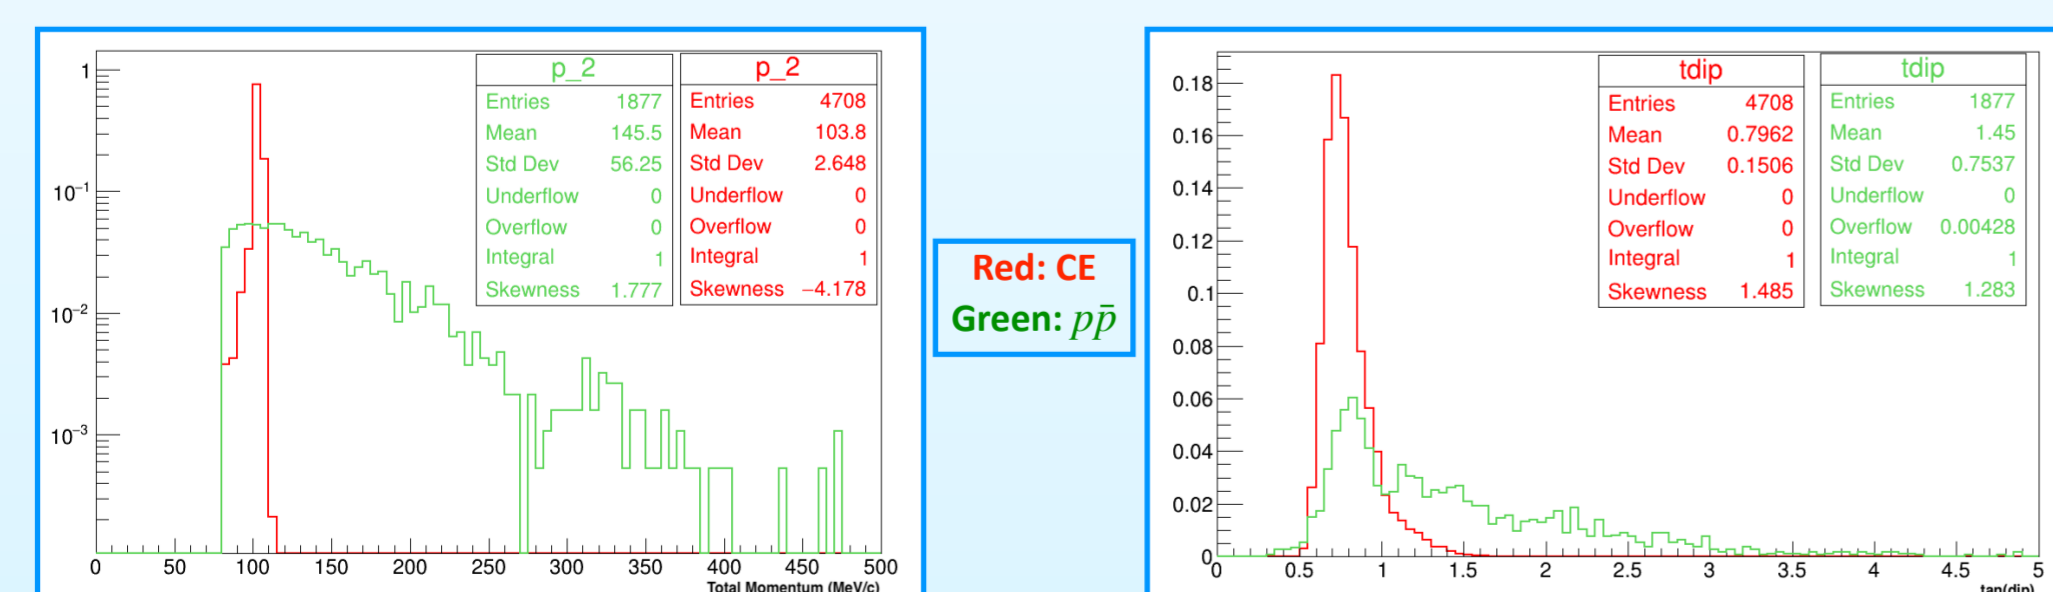 p_2
Entries 1877
Mean 145.5
Std Dev 56.25
Underflow 0
Overflow 0
Integral 1
Skewness 1.777
p_2
Entries 4708
Mean 103.8
Std Dev 2.648
Underflow 0
Overflow 0
Integral 1
Skewness −4.178
1
10⁻¹
10⁻²
10⁻³
0 50 100 150 200 250 300 350 400 450 500
Total Momentum (MeV/c)
Red: CE
Green: pp̄
tdip
Entries 4708
Mean 0.7962
Std Dev 0.1506
Underflow 0
Overflow 0
Integral 1
Skewness 1.485
tdip
Entries 1877
Mean 1.45
Std Dev 0.7537
Underflow 0
Overflow 0.00428
Integral 1
Skewness 1.283
0.18
0.16
0.14
0.12
0.1
0.08
0.06
0.04
0.02
0
0 0.5 1 1.5 2 2.5 3 3.5 4 4.5 5
tan(dip)